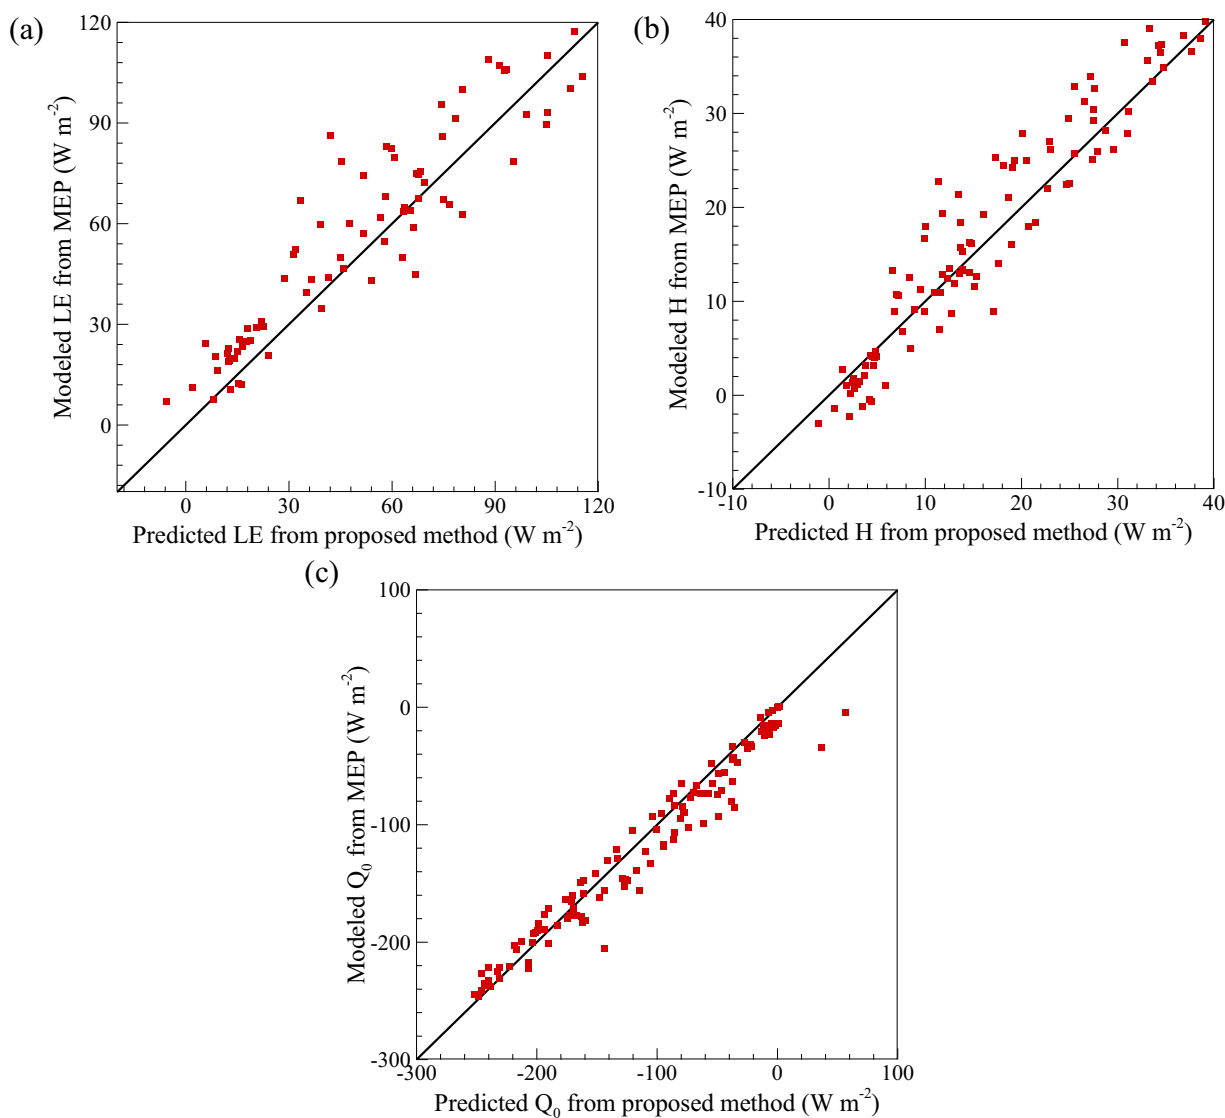 (a)
120
90
60
30
0
Modeled LE from MEP (W m-2)
0 30 60 90 120
Predicted LE from proposed method (W m-2)
(b)
40
30
20
10
0
-10
Modeled H from MEP (W m-2)
-10 0 10 20 30 40
Predicted H from proposed method (W m-2)
(c)
100
0
-100
-200
-300
Modeled Q0 from MEP (W m-2)
-300 -200 -100 0 100
Predicted Q0 from proposed method (W m-2)